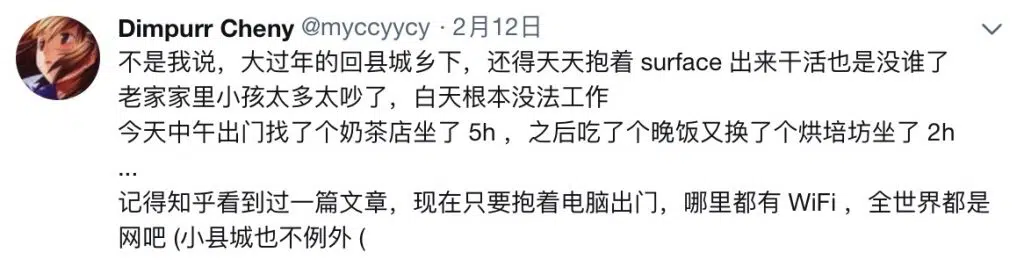 Dimpurr Cheny @myccyycy · 2月12日
不是我说，大过年的回县城乡下，还得天天抱着 surface 出来干活也是没谁了
老家家里小孩太多太吵了，白天根本没法工作
今天中午出门找了个奶茶店坐了 5h ，之后吃了个晚饭又换了个烘培坊坐了 2h
...
记得知乎看到过一篇文章，现在只要抱着电脑出门，哪里都有 WiFi ，全世界都是
网吧 (小县城也不例外 (